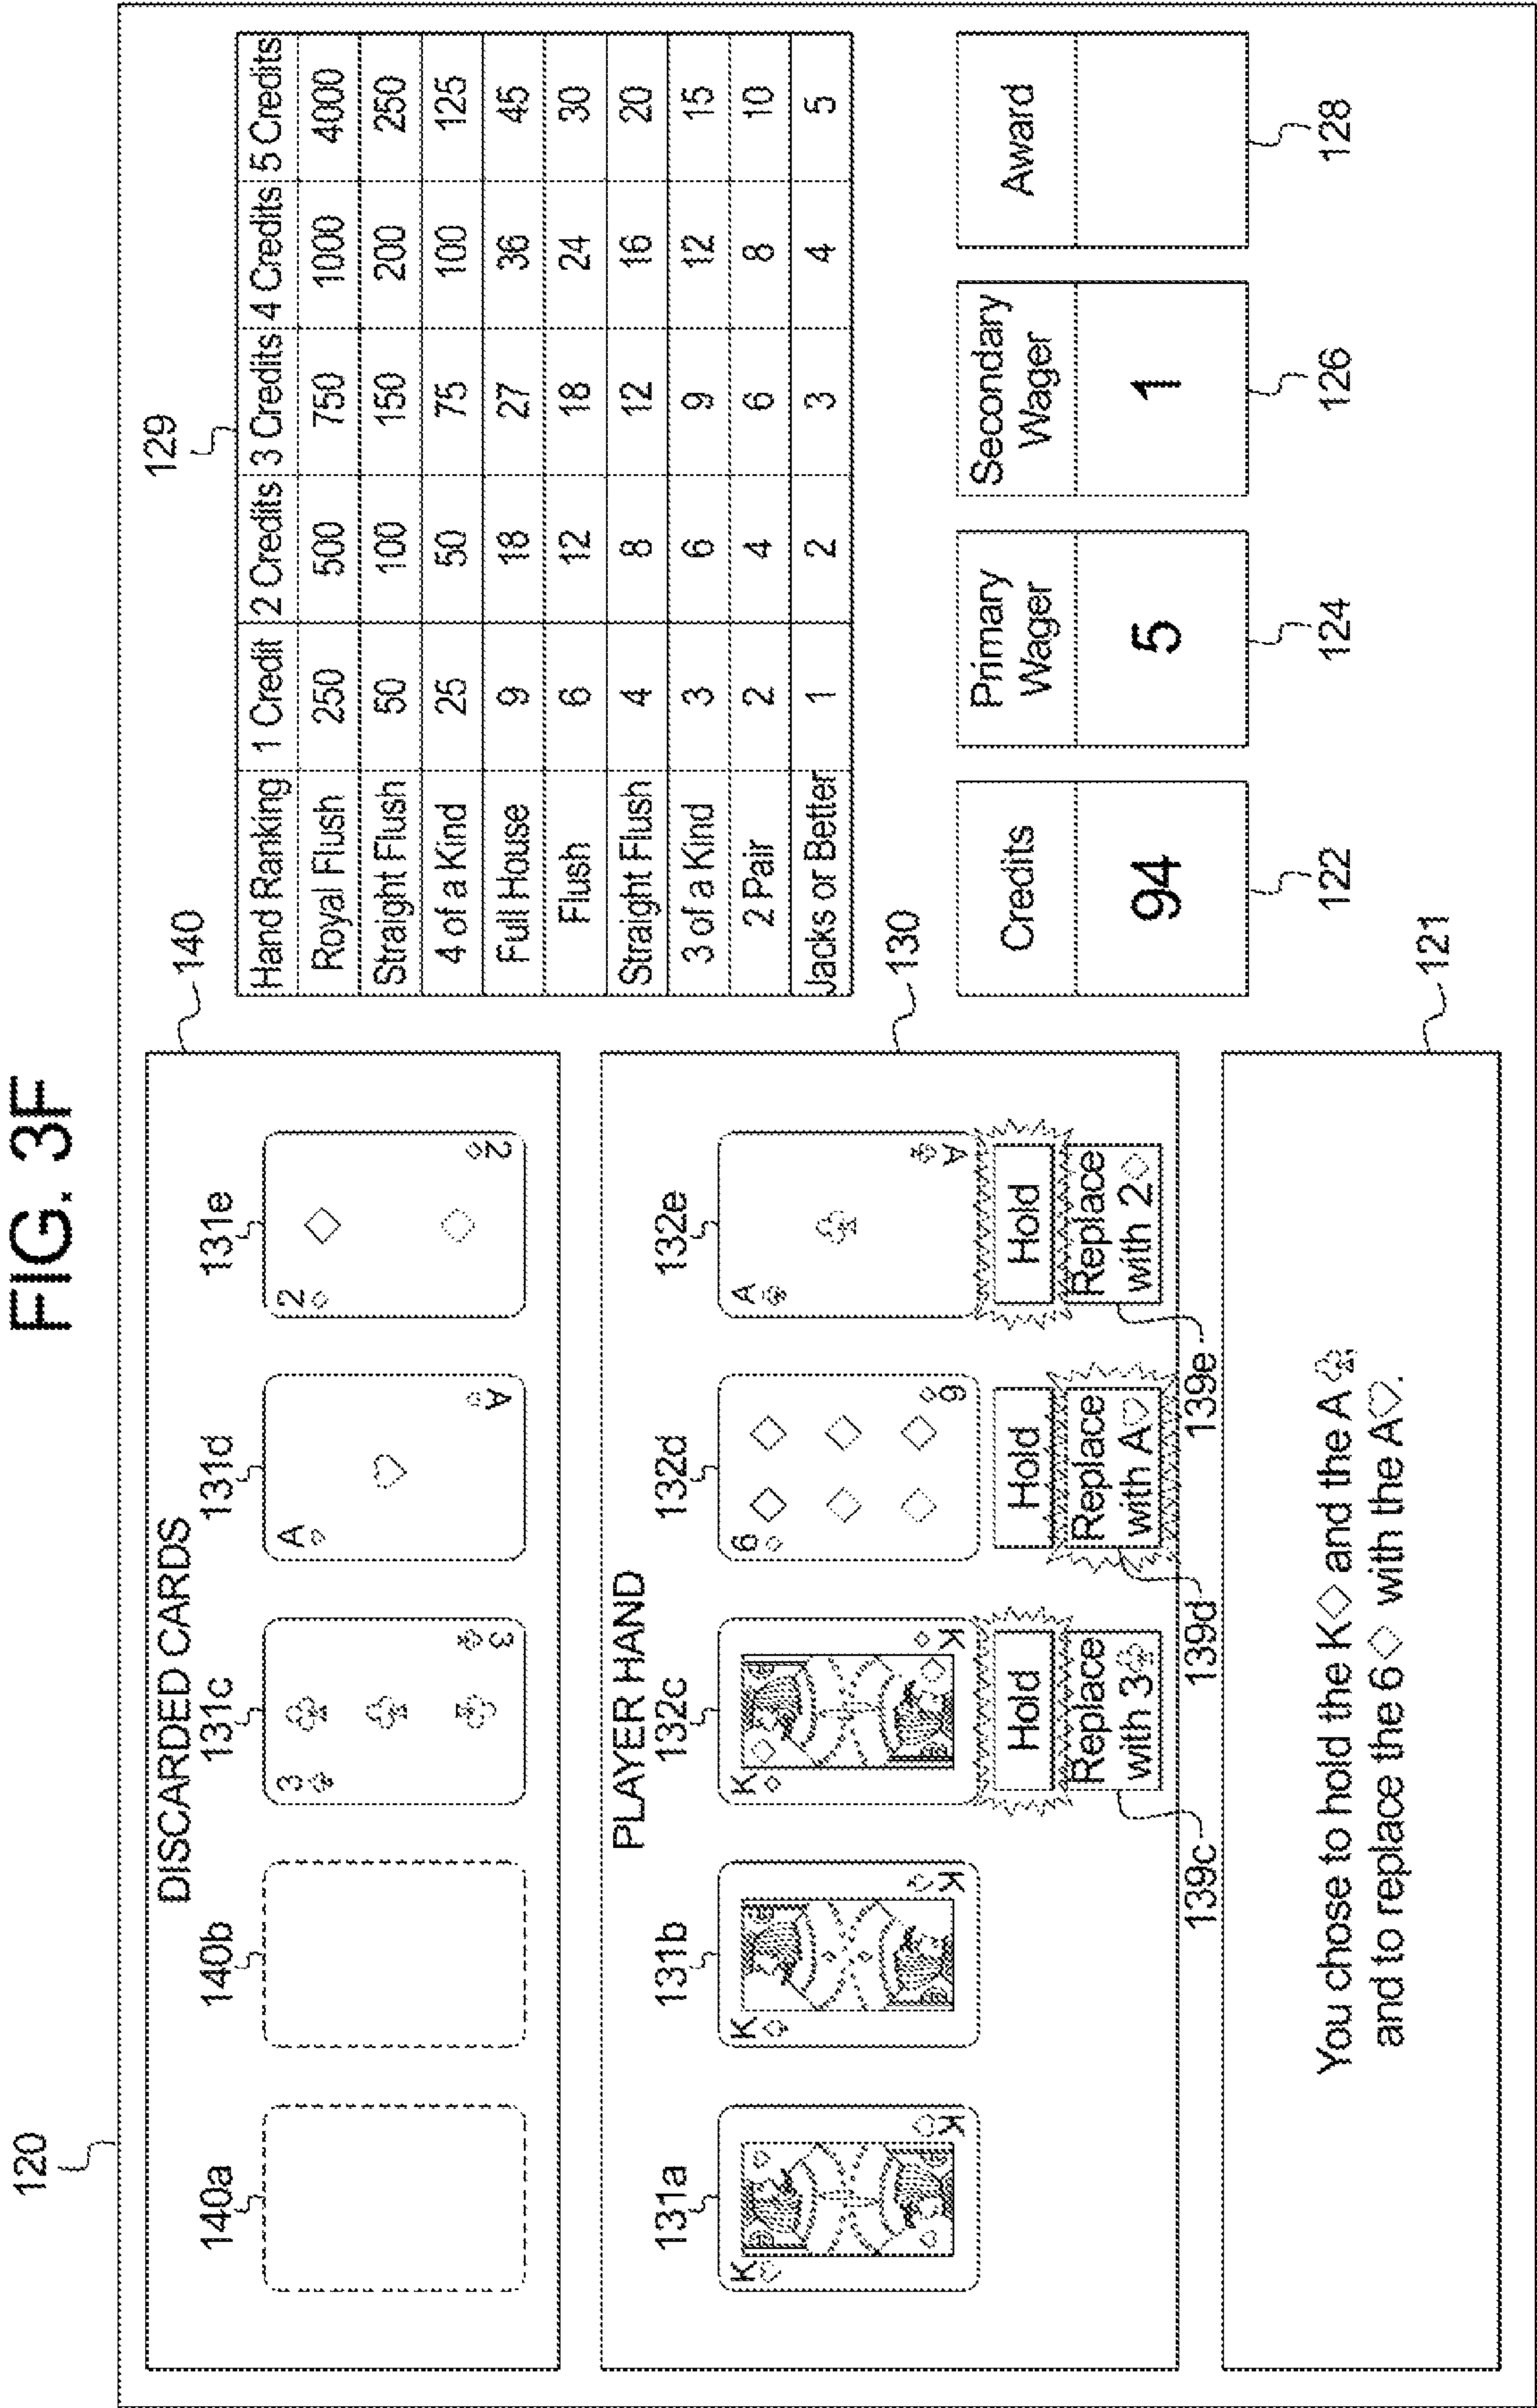 FIG. 3F
120
140
DISCARDED CARDS
140a 140b 131c 131d 131e
3♣ 3♣
A♡ A♡
2♢ 2♢
130
PLAYER HAND
131a 131b 132c 132d 132e
K♡ K♡
K♠ K♠
K♢ K♢
6♢ 6♢
A♣ A♣
Hold Hold Hold
Replace Replace Replace
with 3♣ with A♡ with 2♢
139c 139d 139e
121
You chose to hold the K♢ and the A♣
and to replace the 6♢ with the A♡.
129
Hand Ranking 1 Credit 2 Credits 3 Credits 4 Credits 5 Credits
Royal Flush 250 500 750 1000 4000
Straight Flush 50 100 150 200 250
4 of a Kind 25 50 75 100 125
Full House 9 18 27 36 45
Flush 6 12 18 24 30
Straight Flush 4 8 12 16 20
3 of a Kind 3 6 9 12 15
2 Pair 2 4 6 8 10
Jacks or Better 1 2 3 4 5
Credits
94
122
Primary
Wager
5
124
Secondary
Wager
1
126
Award
128